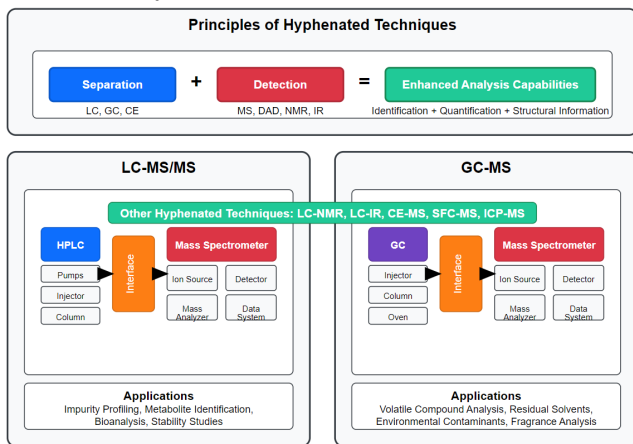 Principles of Hyphenated Techniques
Separation + Detection = Enhanced Analysis Capabilities
LC, GC, CE
MS, DAD, NMR, IR
Identification + Quantification + Structural Information
LC-MS/MS
GC-MS
Other Hyphenated Techniques: LC-NMR, LC-IR, CE-MS, SFC-MS, ICP-MS
HPLC
Pumps
Injector
Column
Interface
Mass Spectrometer
Ion Source
Detector
Mass
Analyzer
Data
System
GC
Injector
Column
Oven
Interface
Mass Spectrometer
Ion Source
Detector
Mass
Analyzer
Data
System
Applications
Impurity Profiling, Metabolite Identification,
Bioanalysis, Stability Studies
Applications
Volatile Compound Analysis, Residual Solvents,
Environmental Contaminants, Fragrance Analysis